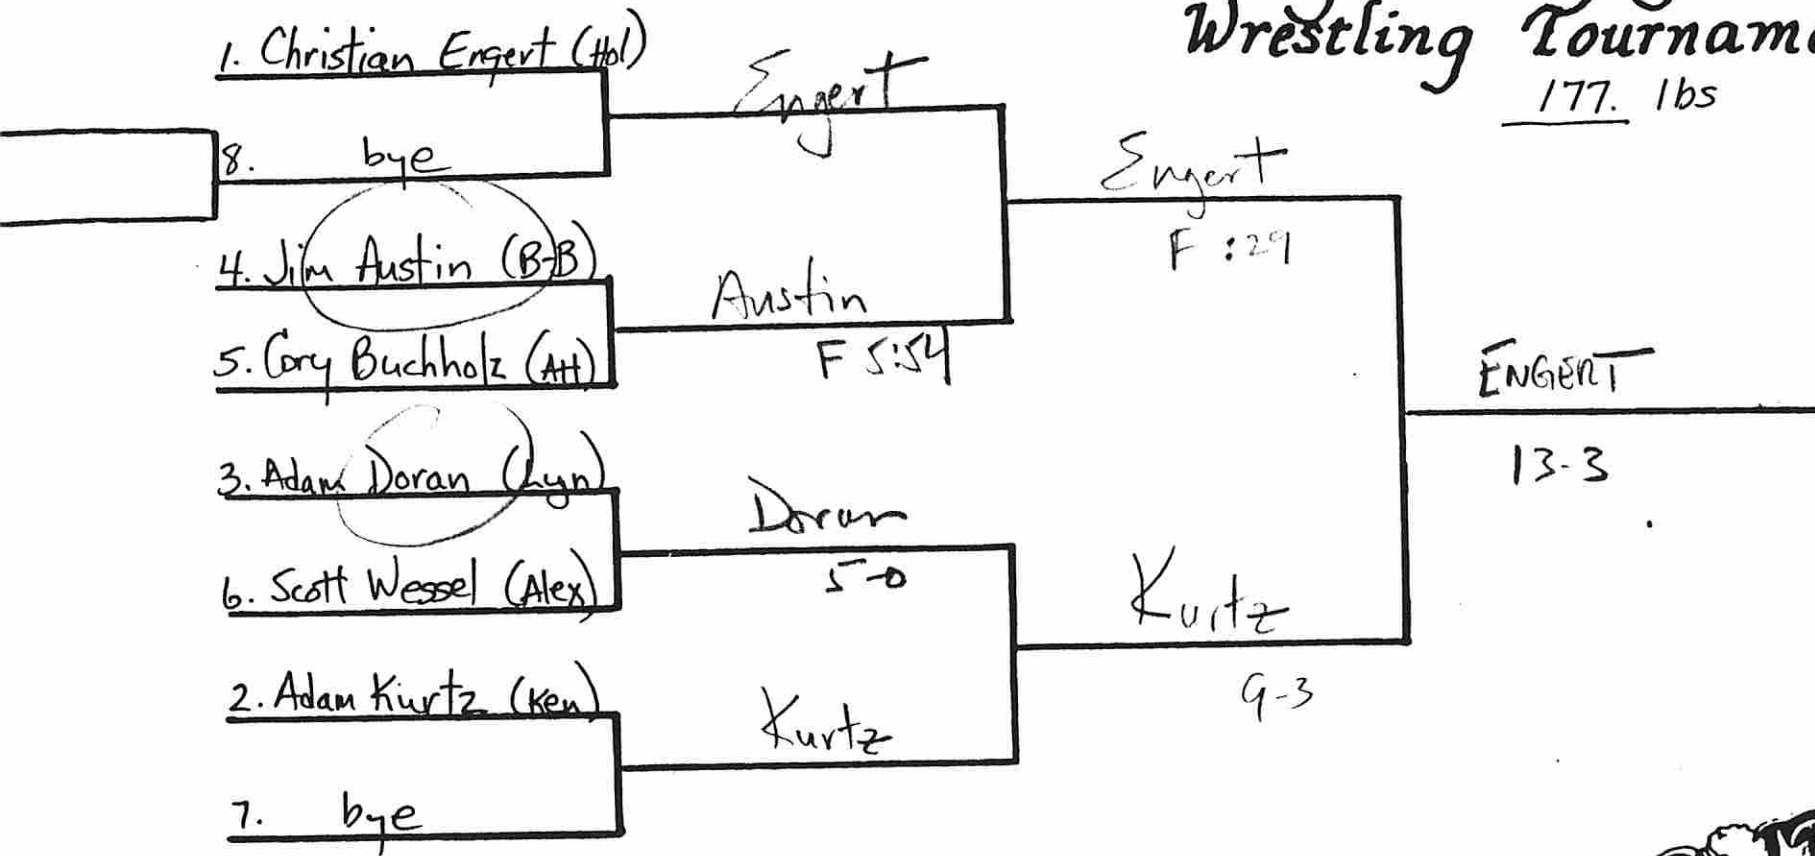 Wrestling Tourname
177. lbs
1. Christian Engert (Hol)
8. bye
4. Jim Austin (B-B)
5. Cory Buchholz (AH)
3. Adam Doran (Lyn)
6. Scott Wessel (Alex)
2. Adam Kurtz (Ken)
7. bye
Engert
Austin
F 5:54
Doran
5-0
Kurtz
Engert
F :29
Kurtz
9-3
ENGERT
13-3